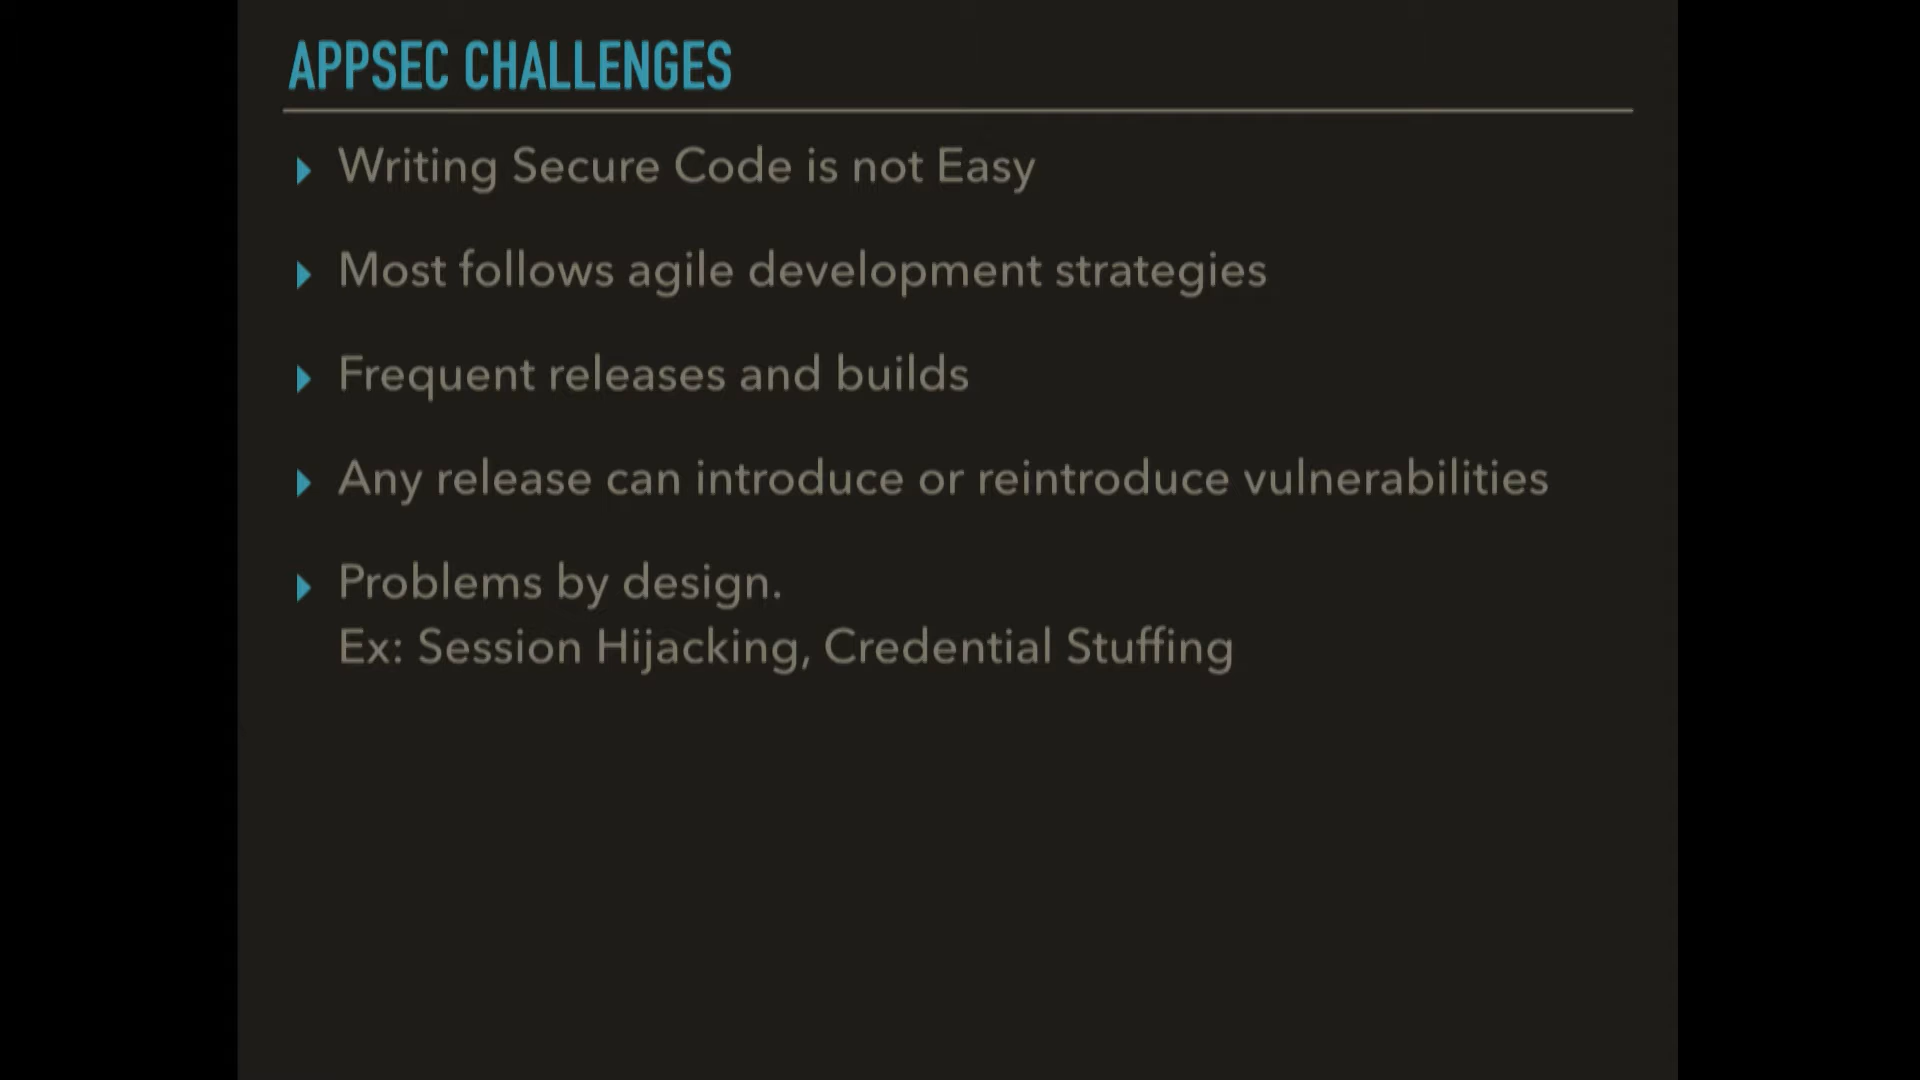 APPSEC CHALLENGES
Writing Secure Code is not Easy
Most follows agile development strategies
Frequent releases and builds
Any release can introduce or reintroduce vulnerabilities
Problems by design.
Ex: Session Hijacking, Credential Stuffing